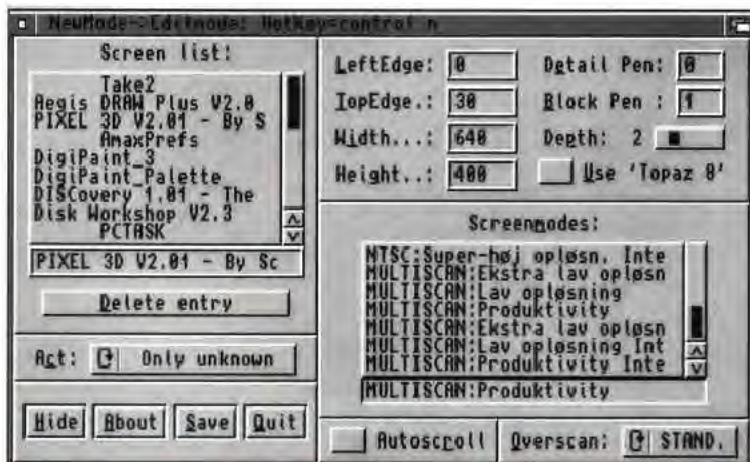 NewMode->Editmode: Hotkey=control n
Screen list:
Take2
Aegis DRAW Plus V2.0
PIXEL 3D V2.01 - By S
AmaxPrefs
DigiPaint_3
DigiPaint_Palette
DISCovery 1.01 - The
Disk Workshop V2.3
PCTASK
PIXEL 3D V2.01 - By Sc
Delete entry
Act: Only unknown
Hide About Save Quit
LeftEdge: 0
TopEdge.: 30
Width...: 640
Height..: 400
Detail Pen: 0
Block Pen : 1
Depth: 2
Use 'Topaz 8'
Screenmodes:
NTSC:Super-høj opløsn. Inte
MULTISCAN:Ekstra lav opløsn
MULTISCAN:Lav opløsning
MULTISCAN:Produktivity
MULTISCAN:Ekstra lav opløsn
MULTISCAN:Lav opløsning Int
MULTISCAN:Produktivity Inte
MULTISCAN:Produktivity
Autoscroll
Overscan: STAND.